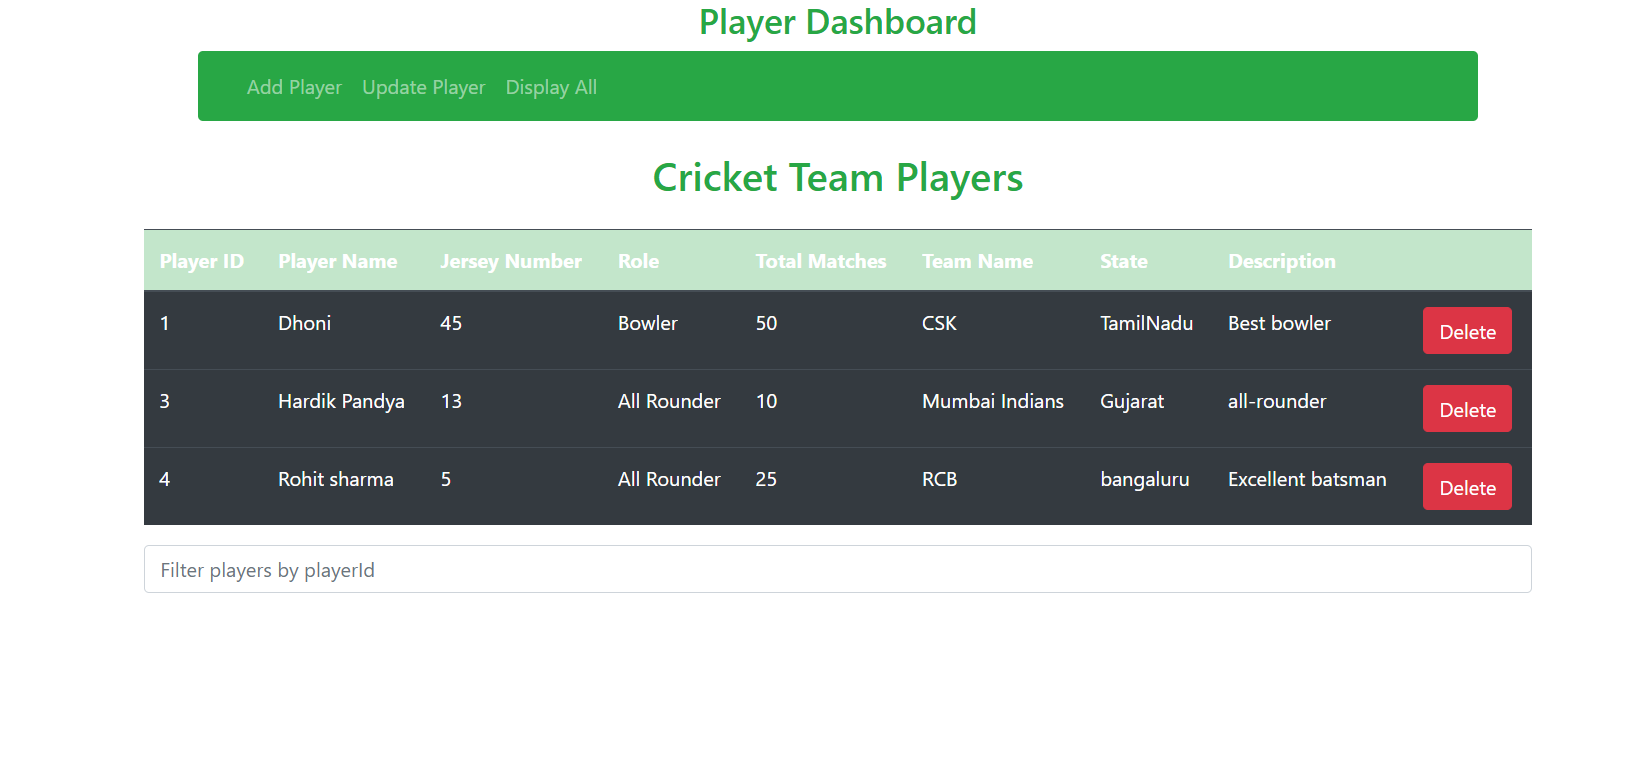 Player Dashboard
Add Player Update Player Display All
Cricket Team Players
Player ID Player Name Jersey Number Role Total Matches Team Name State Description
1 Dhoni 45 Bowler 50 CSK TamilNadu Best bowler Delete
3 Hardik Pandya 13 All Rounder 10 Mumbai Indians Gujarat all-rounder Delete
4 Rohit sharma 5 All Rounder 25 RCB bangaluru Excellent batsman Delete
Filter players by playerId